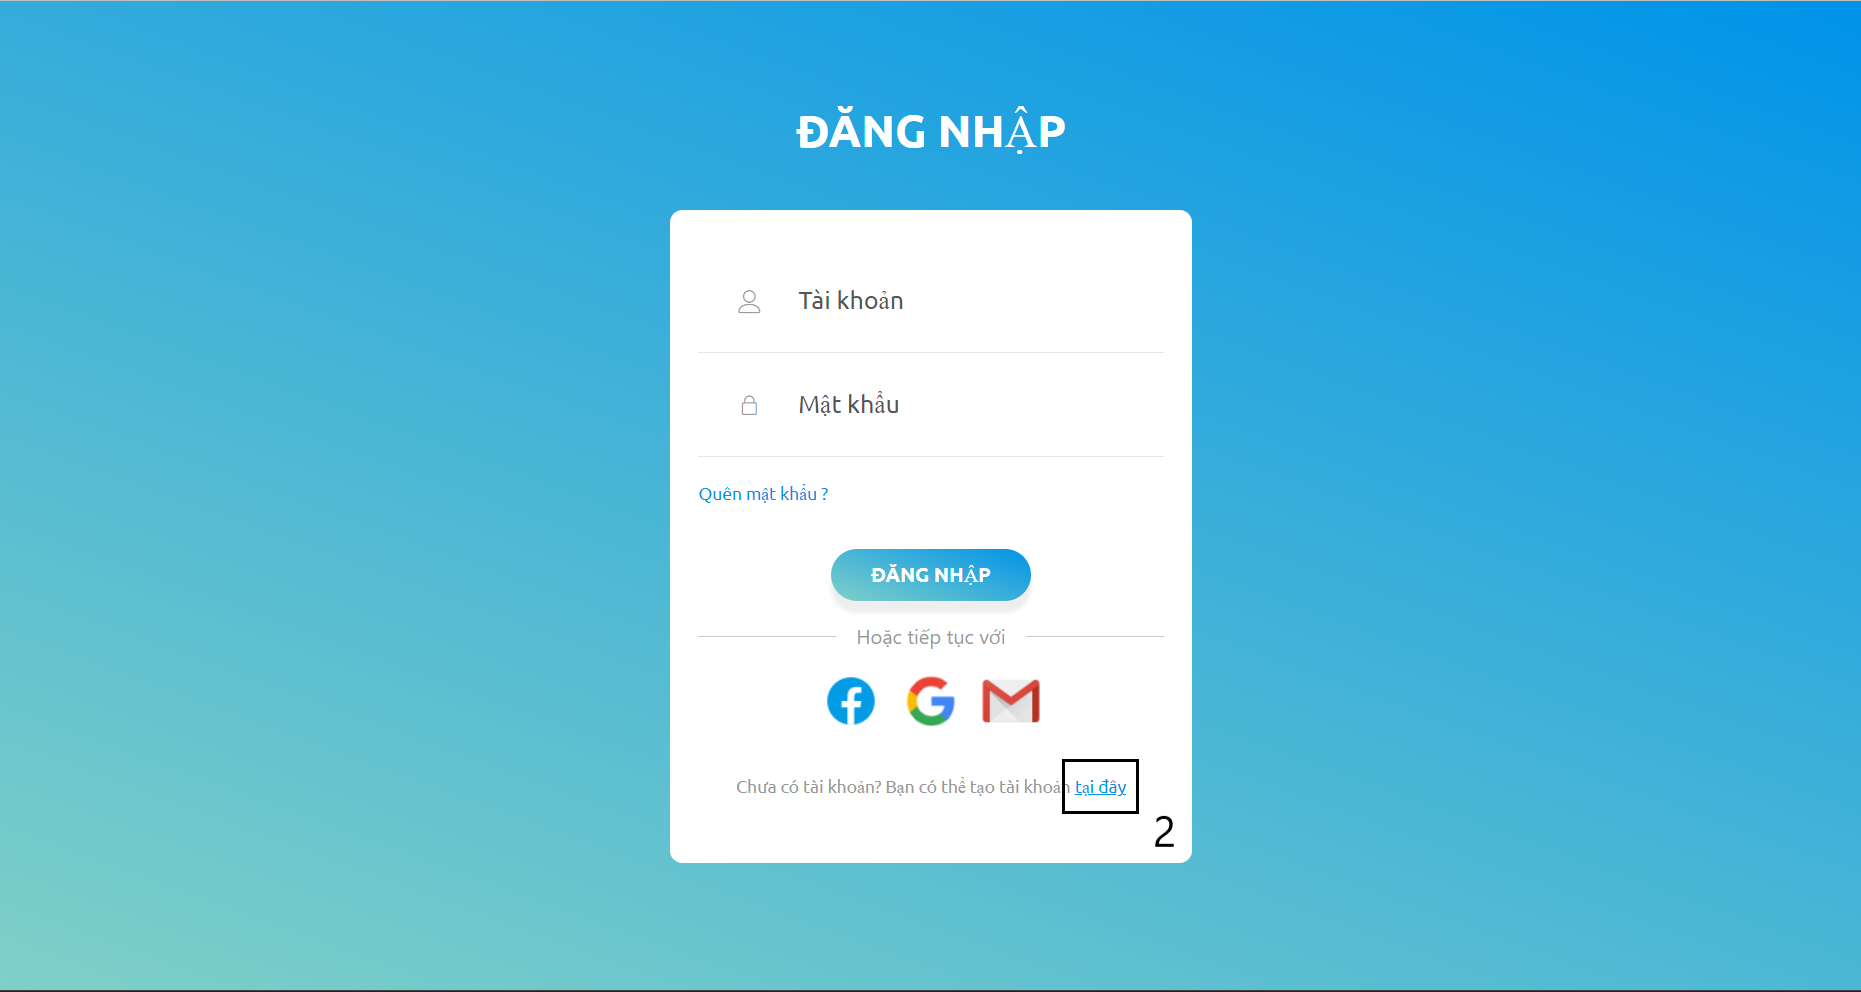 ĐĂNG NHẬP
Tài khoản
Mật khẩu
Quên mật khẩu ?
ĐĂNG NHẬP
Hoặc tiếp tục với
Chưa có tài khoản? Bạn có thể tạo tài khoản tại đây
2